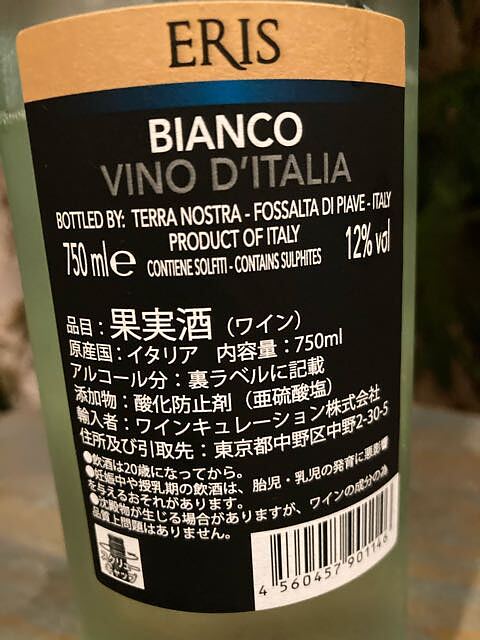 ERIS
BIANCO
VINO D'ITALIA
BOTTLED BY: TERRA NOSTRA - FOSSALTA DI PIAVE - ITALY
750 ml e PRODUCT OF ITALY 12% vol
CONTIENE SOLFITI - CONTAINS SULPHITES
品目：果実酒（ワイン）
原産国：イタリア 内容量：750ml
アルコール分：裏ラベルに記載
添加物：酸化防止剤（亜硫酸塩）
輸入者：ワインキュレーション株式会社
住所及び引取先：東京都中野区中野2-30-5
●飲酒は20歳になってから。
●妊娠中や授乳期の飲酒は、胎児・乳児の発育に悪影響
を与えるおそれがあります。
●沈殿物が生じる場合がありますが、ワインの成分の為
品質上問題はありません。
4 560457 901146